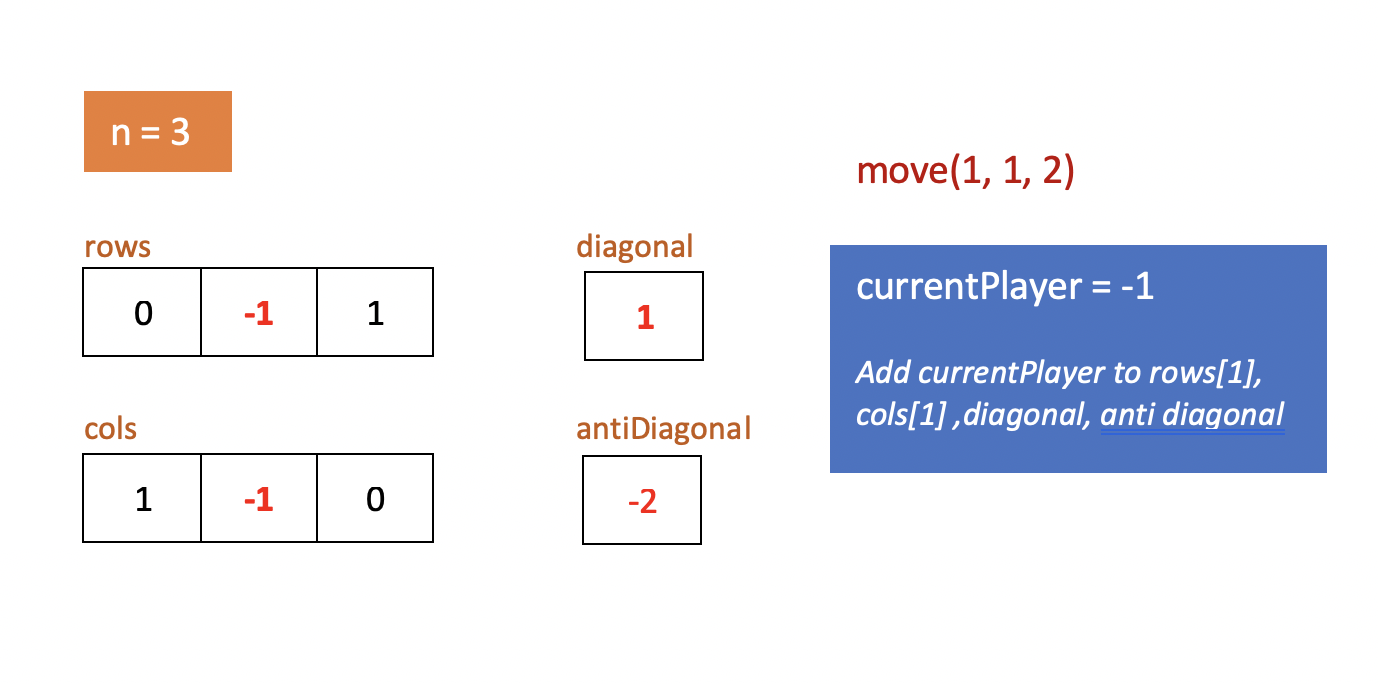 n = 3
move(1, 1, 2)
rows
0 -1 1
diagonal
1
currentPlayer = -1
Add currentPlayer to rows[1],
cols[1] ,diagonal, anti diagonal
cols
1 -1 0
antiDiagonal
-2